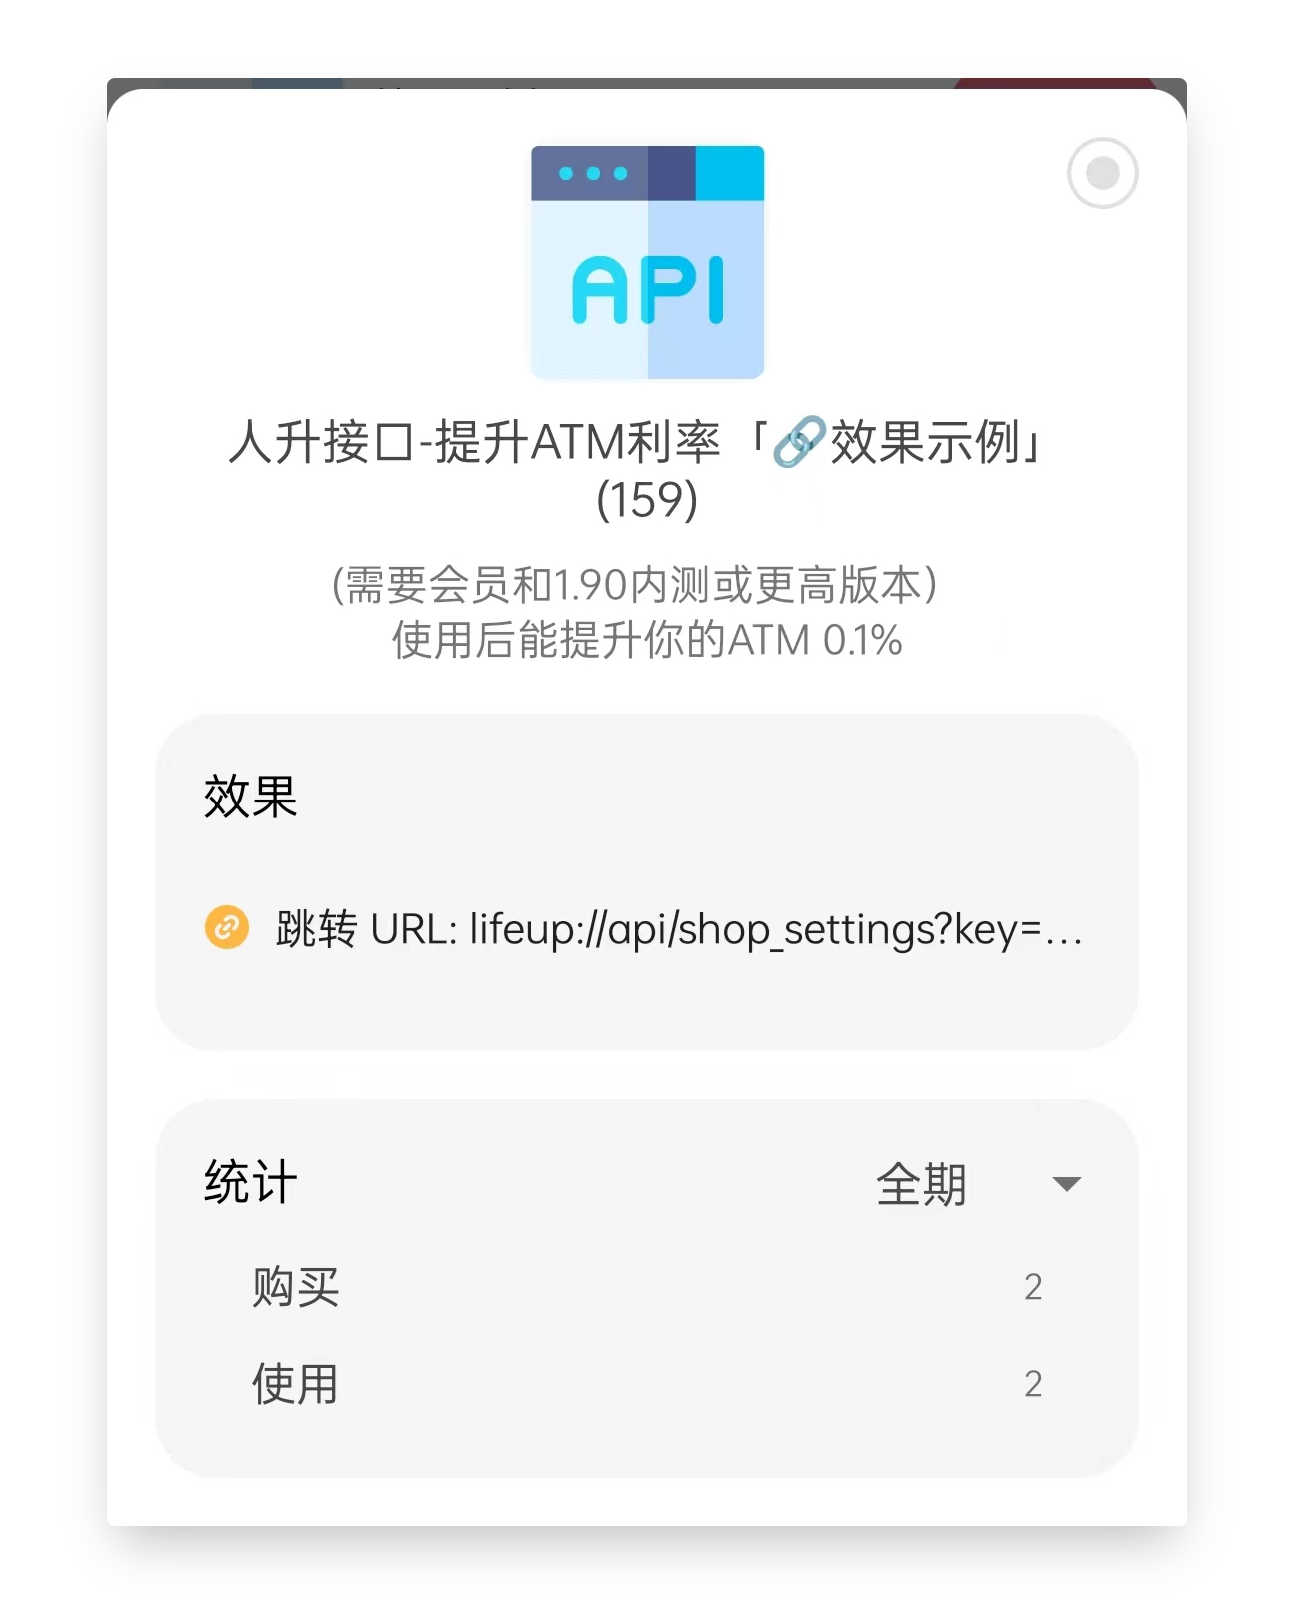 API
人升接口-提升ATM利率「🔗效果示例」
(159)
(需要会员和1.90内测或更高版本)
使用后能提升你的ATM 0.1%
效果
跳转 URL: lifeup://api/shop_settings?key=...
统计 全期
购买 2
使用 2